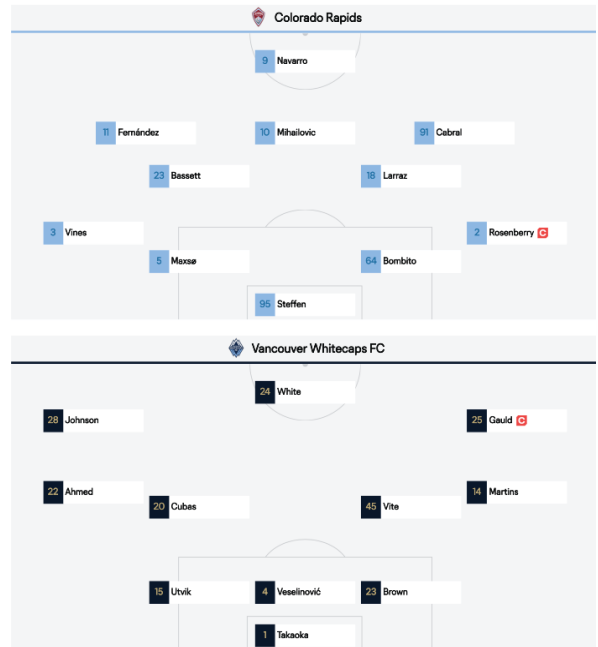 Colorado Rapids
9 Navarro
11 Fernández
10 Mihailovic
91 Cabral
23 Bassett
18 Larraz
3 Vines
2 Rosenberry C
5 Maxsø
64 Bombito
95 Steffen
Vancouver Whitecaps FC
24 White
28 Johnson
25 Gauld C
22 Ahmed
14 Martins
20 Cubas
45 Vite
15 Utvik
4 Veselinović
23 Brown
1 Takaoka